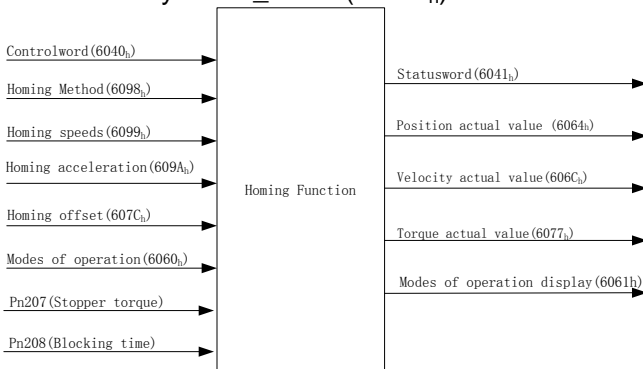 Controlword(6040h)
Homing Method(6098h)
Homing speeds(6099h)
Homing acceleration(609Ah)
Homing offset(607Ch)
Modes of operation(6060h)
Pn207(Stopper torque)
Pn208(Blocking time)
Homing Function
Statusword(6041h)
Position actual value (6064h)
Velocity actual value(606Ch)
Torque actual value(6077h)
Modes of operation display(6061h)